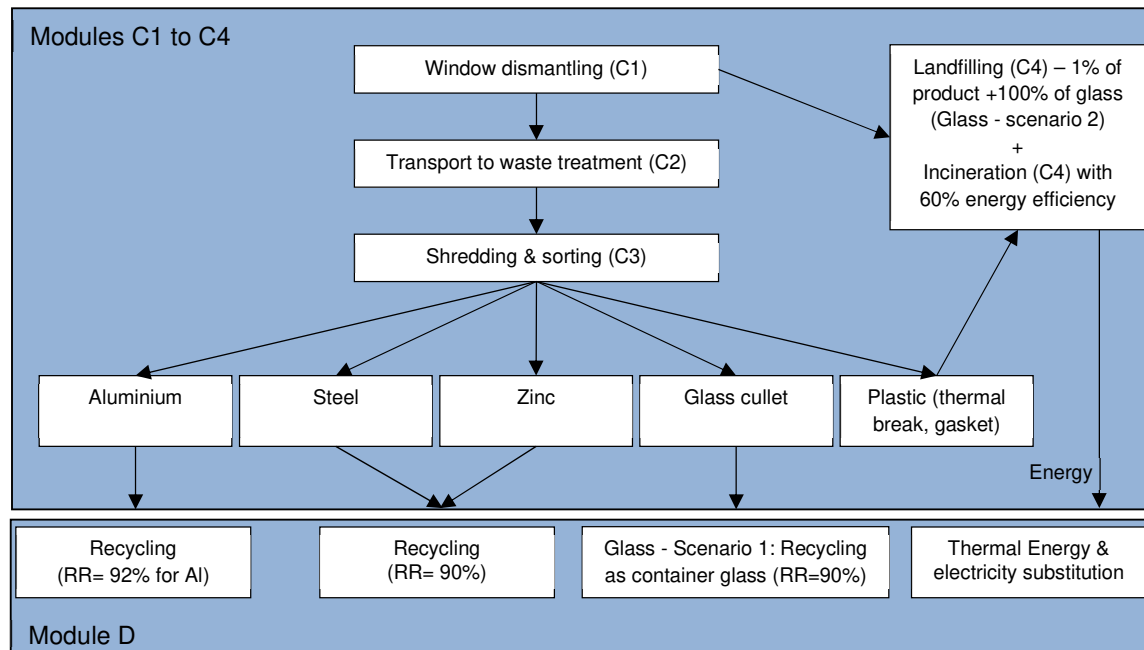 Modules C1 to C4
Window dismantling (C1)
Landfilling (C4) – 1% of
product +100% of glass
(Glass - scenario 2)
+
Incineration (C4) with
60% energy efficiency
Transport to waste treatment (C2)
Shredding & sorting (C3)
Aluminium
Steel
Zinc
Glass cullet
Plastic (thermal
break, gasket)
Energy
Recycling
(RR= 92% for Al)
Recycling
(RR= 90%)
Glass - Scenario 1: Recycling
as container glass (RR=90%)
Thermal Energy &
electricity substitution
Module D